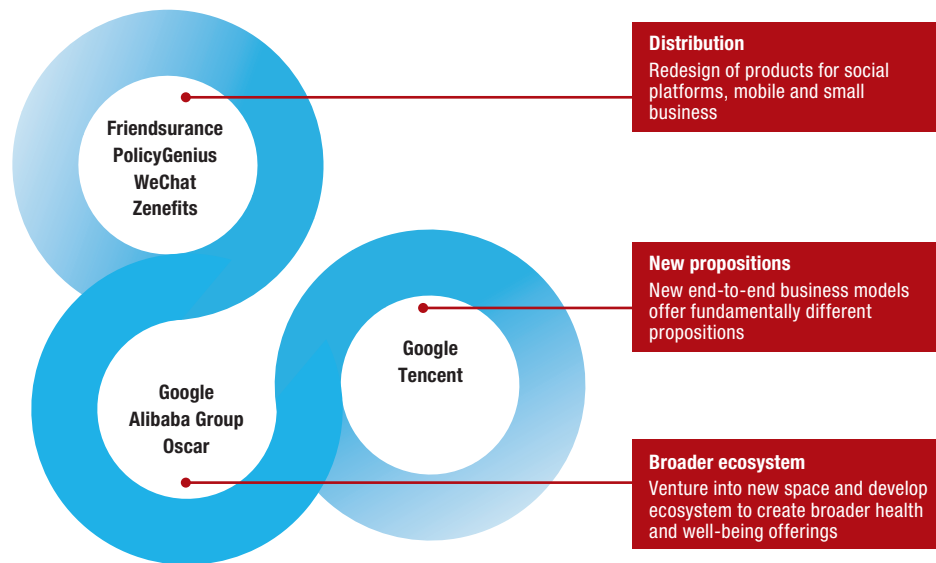 Friendsurance
PolicyGenius
WeChat
Zenefits
Distribution
Redesign of products for social
platforms, mobile and small
business
Google
Tencent
New propositions
New end-to-end business models
offer fundamentally different
propositions
Google
Alibaba Group
Oscar
Broader ecosystem
Venture into new space and develop
ecosystem to create broader health
and well-being offerings